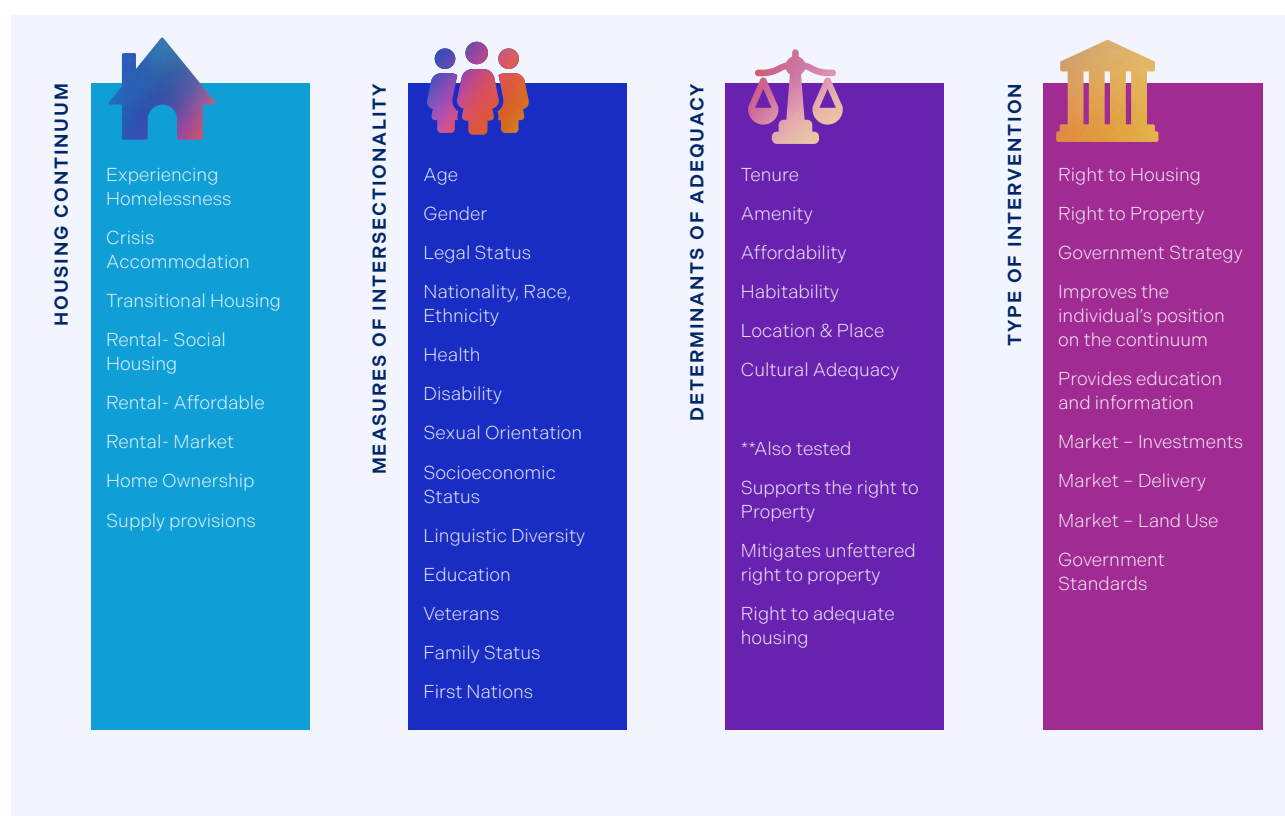 HOUSING CONTINUUM
Experiencing
Homelessness
Crisis
Accommodation
Transitional Housing
Rental- Social
Housing
Rental- Affordable
Rental- Market
Home Ownership
Supply provisions
MEASURES OF INTERSECTIONALITY
Age
Gender
Legal Status
Nationality, Race,
Ethnicity
Health
Disability
Sexual Orientation
Socioeconomic
Status
Linguistic Diversity
Education
Veterans
Family Status
First Nations
DETERMINANTS OF ADEQUACY
Tenure
Amenity
Affordability
Habitability
Location & Place
Cultural Adequacy
**Also tested
Supports the right to
Property
Mitigates unfettered
right to property
Right to adequate
housing
TYPE OF INTERVENTION
Right to Housing
Right to Property
Government Strategy
Improves the
individual's position
on the continuum
Provides education
and information
Market – Investments
Market – Delivery
Market – Land Use
Government
Standards